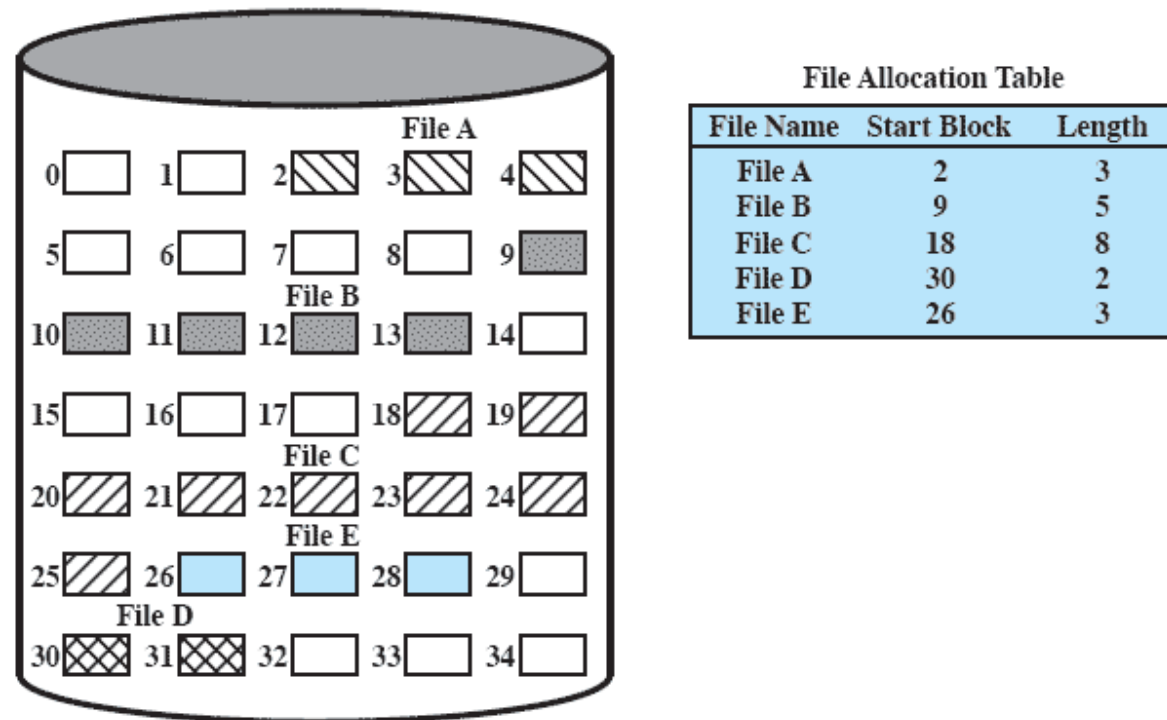 File Allocation Table
File Name Start Block Length
File A 2 3
File B 9 5
File C 18 8
File D 30 2
File E 26 3
File A
0 1 2 3 4
5 6 7 8 9
File B
10 11 12 13 14
15 16 17 18 19
File C
20 21 22 23 24
File E
25 26 27 28 29
File D
30 31 32 33 34